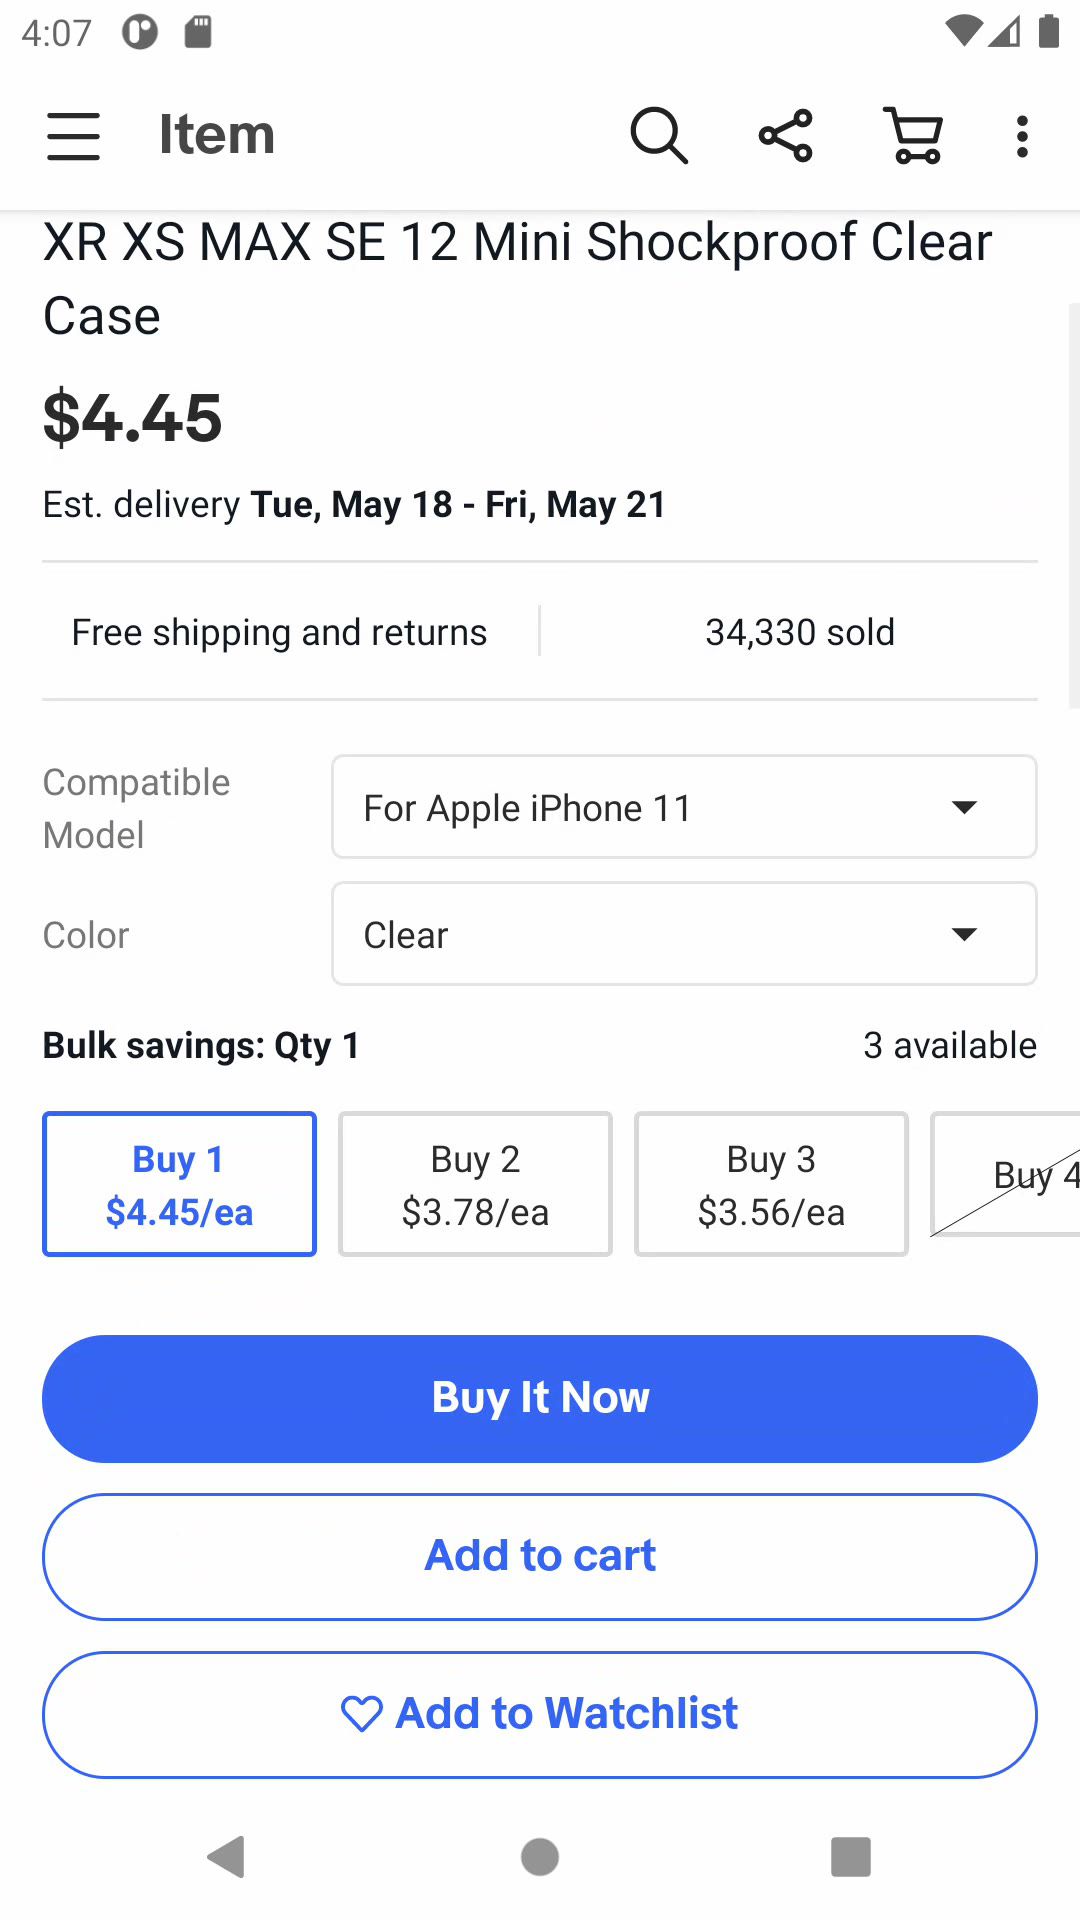 4:07
Item
XR XS MAX SE 12 Mini Shockproof Clear
Case
$4.45
Est. delivery Tue, May 18 - Fri, May 21
Free shipping and returns
34,330 sold
Compatible
Model
For Apple iPhone 11
Color
Clear
Bulk savings: Qty 1
3 available
Buy 1
$4.45/ea
Buy 2
$3.78/ea
Buy 3
$3.56/ea
Buy 4
Buy It Now
Add to cart
Add to Watchlist